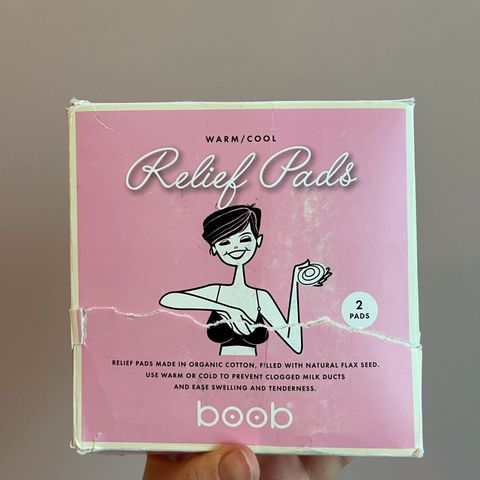 WARM/COOL
Relief Pads
2
PADS
RELIEF PADS MADE IN ORGANIC COTTON, FILLED WITH NATURAL FLAX SEED.
USE WARM OR COLD TO PREVENT CLOGGED MILK DUCTS
AND EASE SWELLING AND TENDERNESS.
boob®